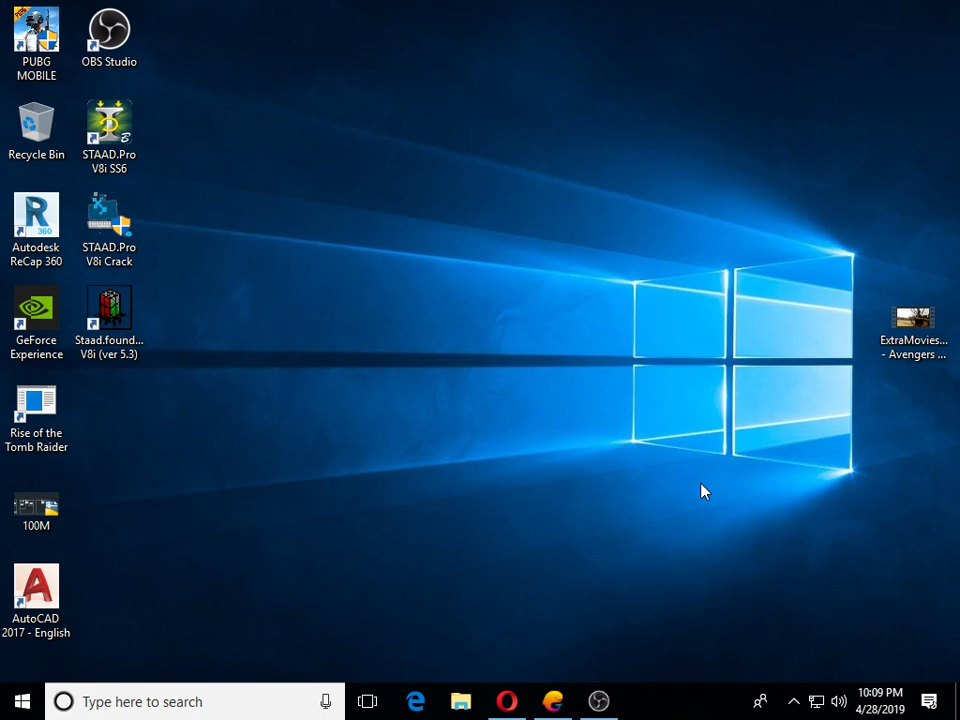 PUBG
MOBILE
OBS Studio
Recycle Bin
STAAD.Pro
V8i SS6
Autodesk
ReCap 360
STAAD.Pro
V8i Crack
GeForce
Experience
Staad.found...
V8i (ver 5.3)
ExtraMovies...
- Avengers ...
Rise of the
Tomb Raider
100M
AutoCAD
2017 - English
Type here to search
10:09 PM
4/28/2019